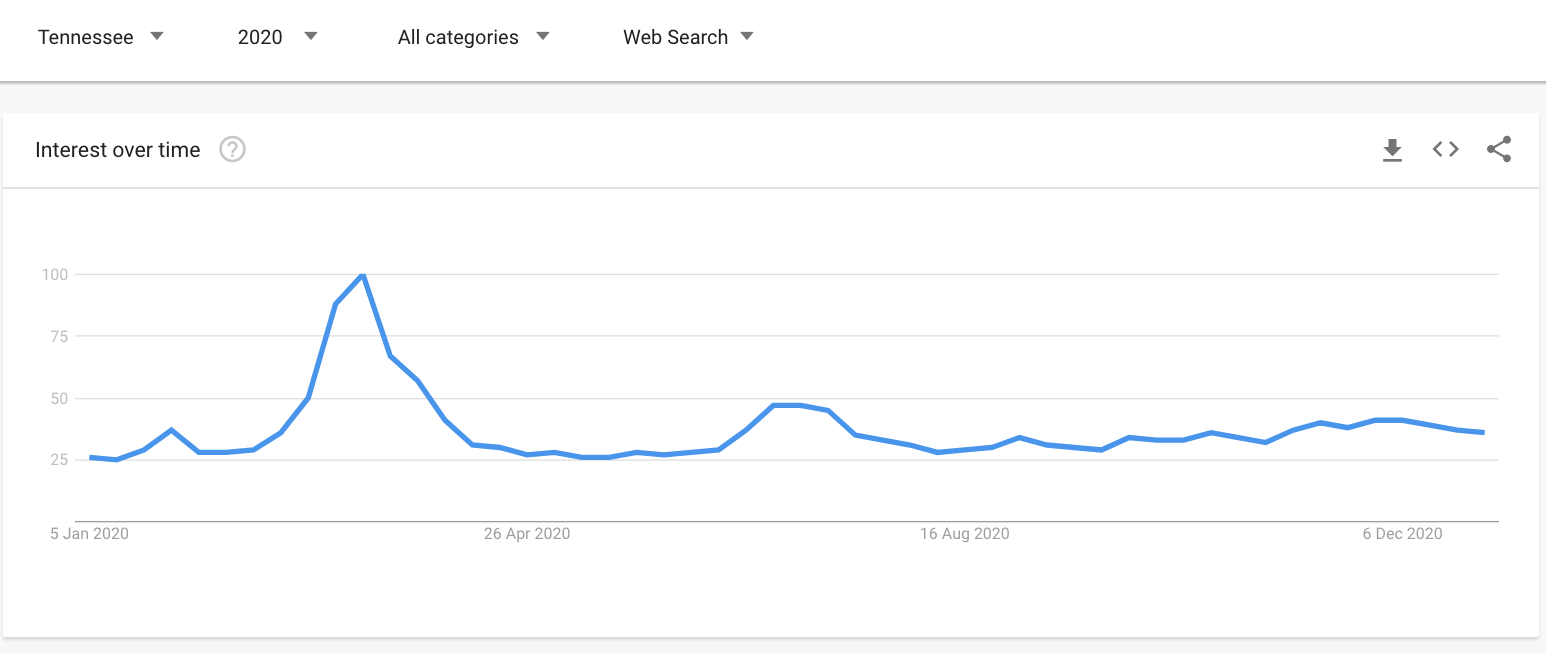 Tennessee 2020 All categories Web Search
Interest over time ?
100
75
50
25
5 Jan 2020 26 Apr 2020 16 Aug 2020 6 Dec 2020